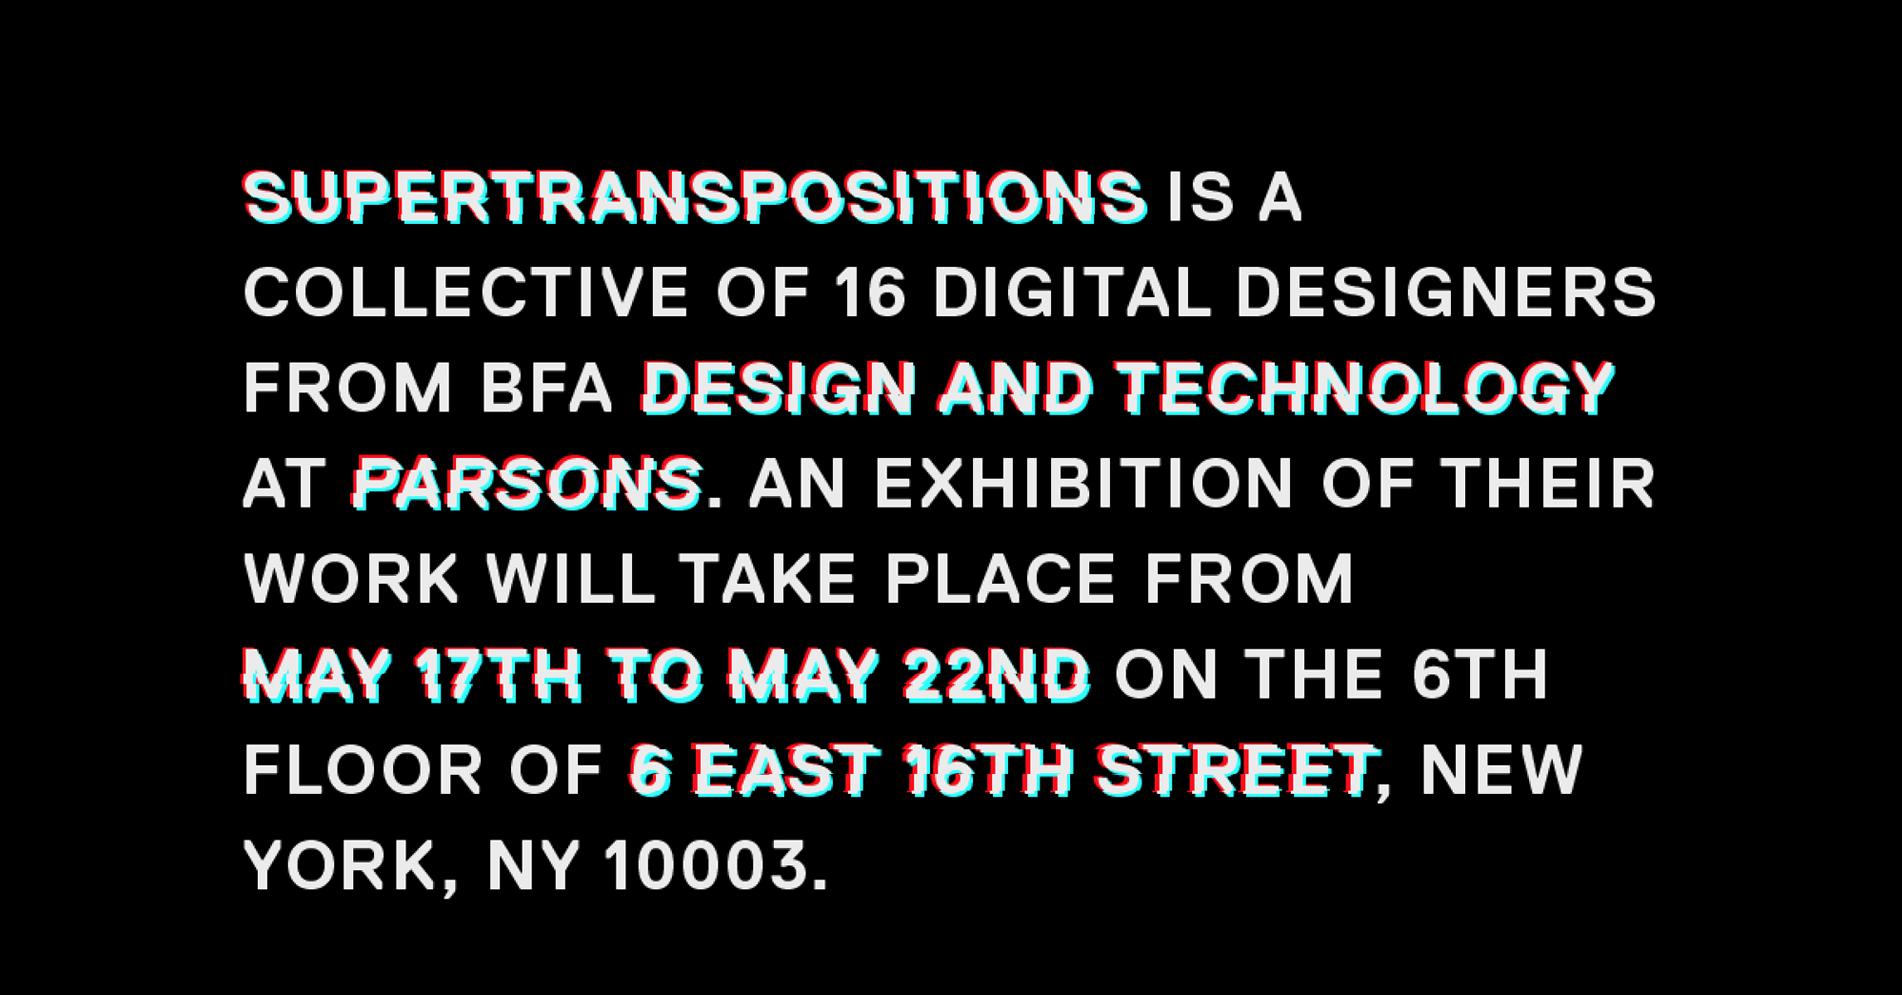 SUPERTRANSPOSITIONS IS A
COLLECTIVE OF 16 DIGITAL DESIGNERS
FROM BFA DESIGN AND TECHNOLOGY
AT PARSONS. AN EXHIBITION OF THEIR
WORK WILL TAKE PLACE FROM
MAY 17TH TO MAY 22ND ON THE 6TH
FLOOR OF 6 EAST 16TH STREET, NEW
YORK, NY 10003.